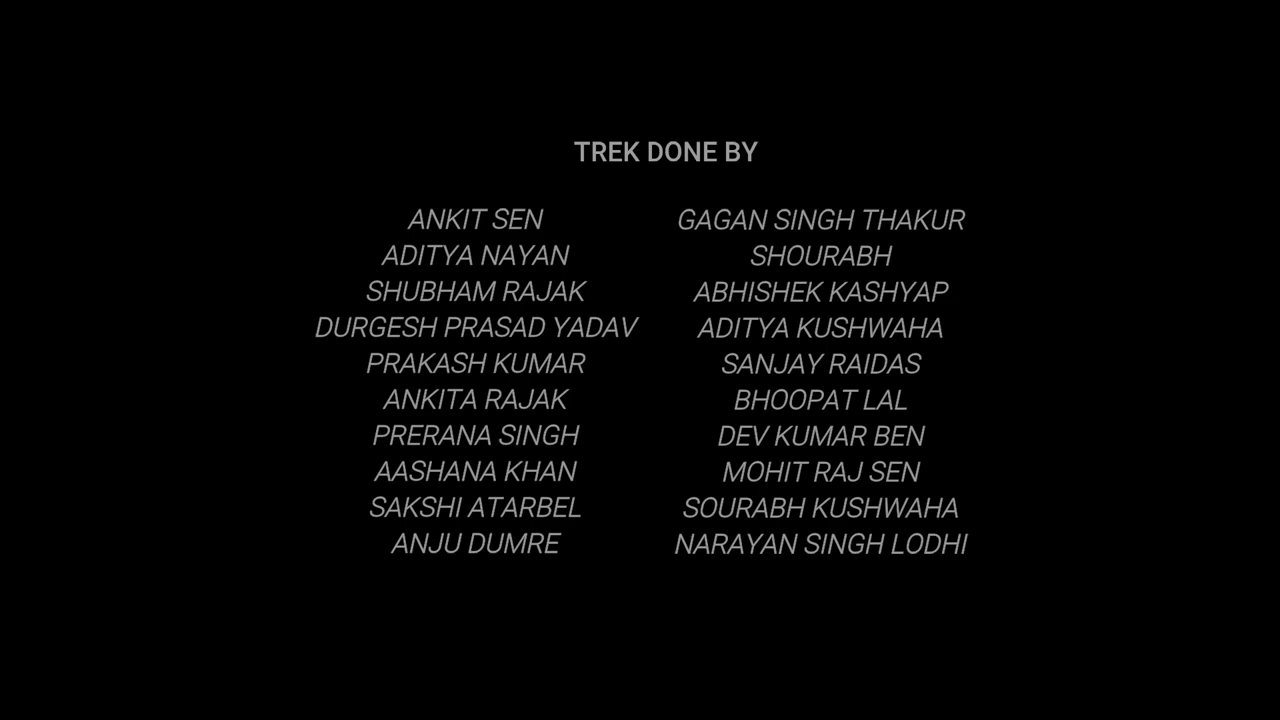 TREK DONE BY
ANKIT SEN
ADITYA NAYAN
SHUBHAM RAJAK
DURGESH PRASAD YADAV
PRAKASH KUMAR
ANKITA RAJAK
PRERANA SINGH
AASHANA KHAN
SAKSHI ATARBEL
ANJU DUMRE
GAGAN SINGH THAKUR
SHOURABH
ABHISHEK KASHYAP
ADITYA KUSHWAHA
SANJAY RAIDAS
BHOOPAT LAL
DEV KUMAR BEN
MOHIT RAJ SEN
SOURABH KUSHWAHA
NARAYAN SINGH LODHI